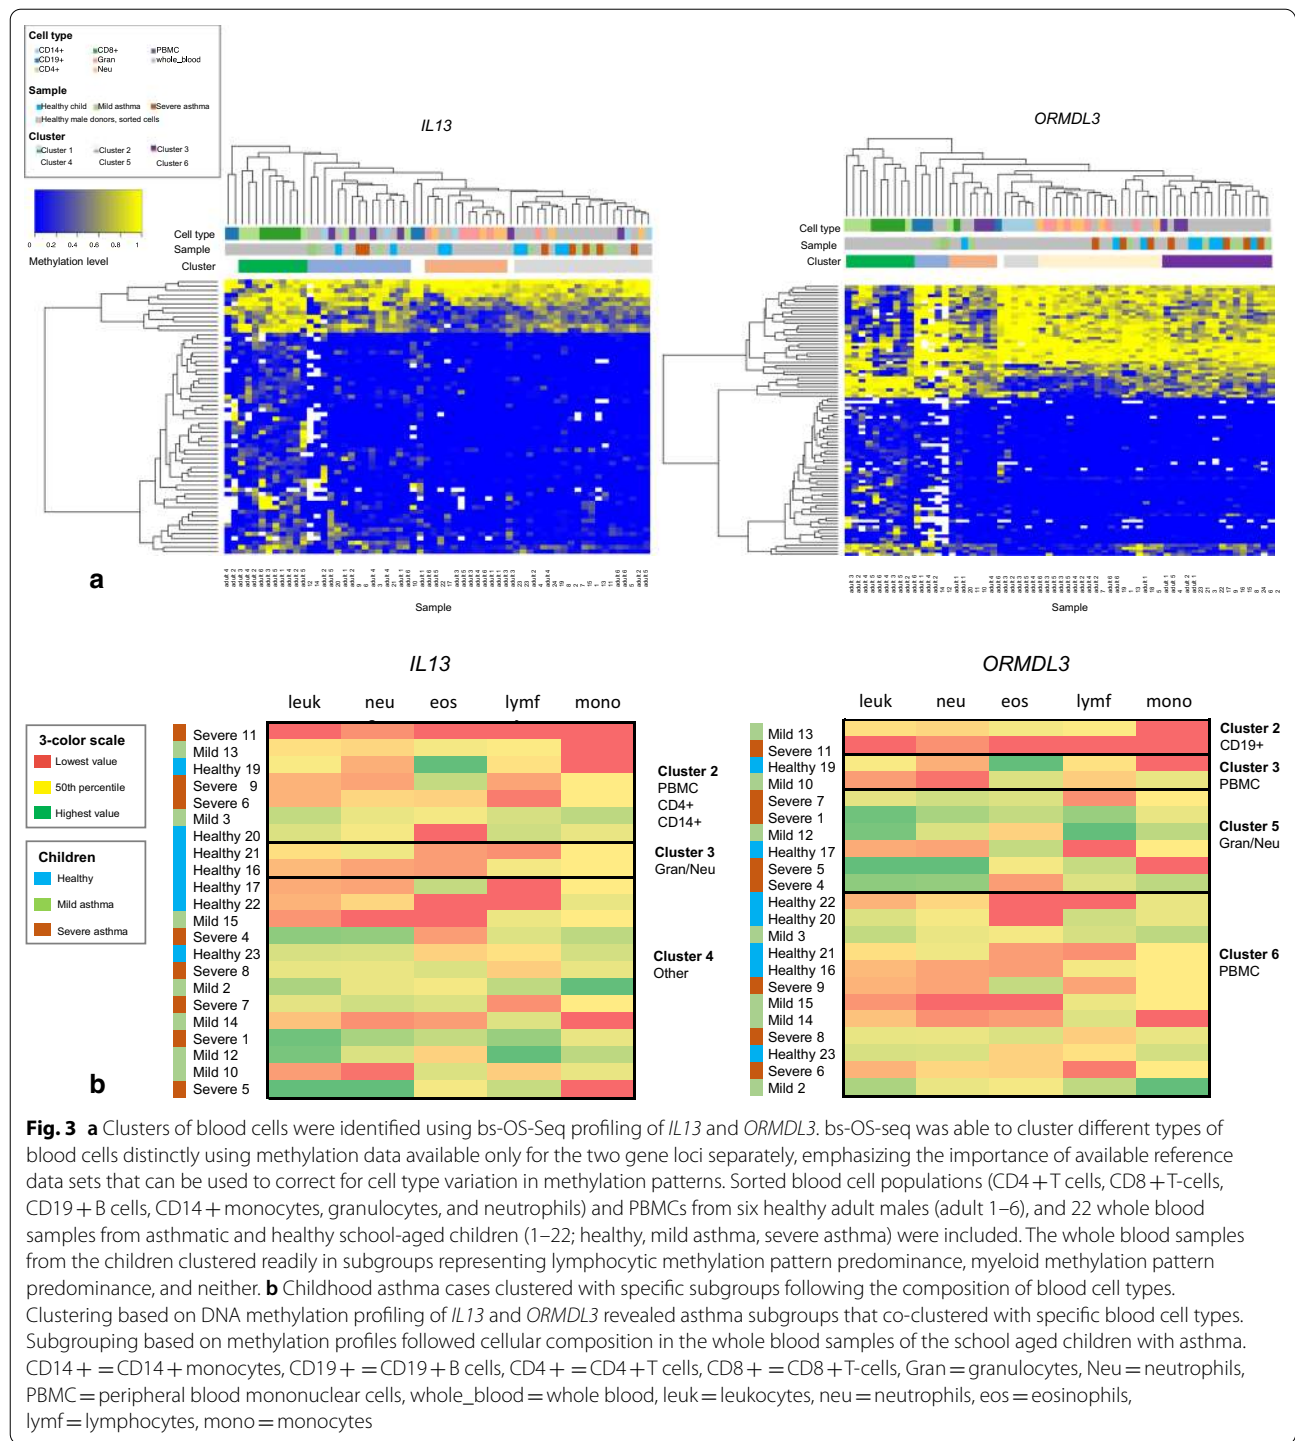 Cell type
CD14+ CD8+ PBMC
CD19+ Gran whole_blood
CD4+ Neu
Sample
Healthy child Mild asthma Severe asthma
Healthy male donors, sorted cells
Cluster
Cluster 1 Cluster 2 Cluster 3
Cluster 4 Cluster 5 Cluster 6
0 0.2 0.4 0.6 0.8 1
Methylation level
IL13
Cell type
Sample
Cluster
Sample
ORMDL3
Cell type
Sample
Cluster
Sample
a
IL13
leuk neu eos lymf mono
3-color scale
Lowest value
50th percentile
Highest value
Children
Healthy
Mild asthma
Severe asthma
Severe 11
Mild 13
Healthy 19
Severe 9
Severe 6
Mild 3
Healthy 20
Healthy 21
Healthy 16
Healthy 17
Healthy 22
Mild 15
Severe 4
Healthy 23
Severe 8
Mild 2
Severe 7
Mild 14
Severe 1
Mild 12
Mild 10
Severe 5
Cluster 2
PBMC
CD4+
CD14+
Cluster 3
Gran/Neu
Cluster 4
Other
ORMDL3
leuk neu eos lymf mono
Mild 13
Severe 11
Healthy 19
Mild 10
Severe 7
Severe 1
Mild 12
Healthy 17
Severe 5
Severe 4
Healthy 22
Healthy 20
Mild 3
Healthy 21
Healthy 16
Severe 9
Mild 15
Mild 14
Severe 8
Healthy 23
Severe 6
Mild 2
Cluster 2
CD19+
Cluster 3
PBMC
Cluster 5
Gran/Neu
Cluster 6
PBMC
b
Fig. 3 a Clusters of blood cells were identified using bs-OS-Seq profiling of IL13 and ORMDL3. bs-OS-seq was able to cluster different types of
blood cells distinctly using methylation data available only for the two gene loci separately, emphasizing the importance of available reference
data sets that can be used to correct for cell type variation in methylation patterns. Sorted blood cell populations (CD4+T cells, CD8+T-cells,
CD19+B cells, CD14+monocytes, granulocytes, and neutrophils) and PBMCs from six healthy adult males (adult 1–6), and 22 whole blood
samples from asthmatic and healthy school-aged children (1–22; healthy, mild asthma, severe asthma) were included. The whole blood samples
from the children clustered readily in subgroups representing lymphocytic methylation pattern predominance, myeloid methylation pattern
predominance, and neither. b Childhood asthma cases clustered with specific subgroups following the composition of blood cell types.
Clustering based on DNA methylation profiling of IL13 and ORMDL3 revealed asthma subgroups that co-clustered with specific blood cell types.
Subgrouping based on methylation profiles followed cellular composition in the whole blood samples of the school aged children with asthma.
CD14+=CD14+monocytes, CD19+=CD19+B cells, CD4+=CD4+T cells, CD8+=CD8+T-cells, Gran=granulocytes, Neu=neutrophils,
PBMC=peripheral blood mononuclear cells, whole_blood=whole blood, leuk=leukocytes, neu=neutrophils, eos=eosinophils,
lymf=lymphocytes, mono=monocytes